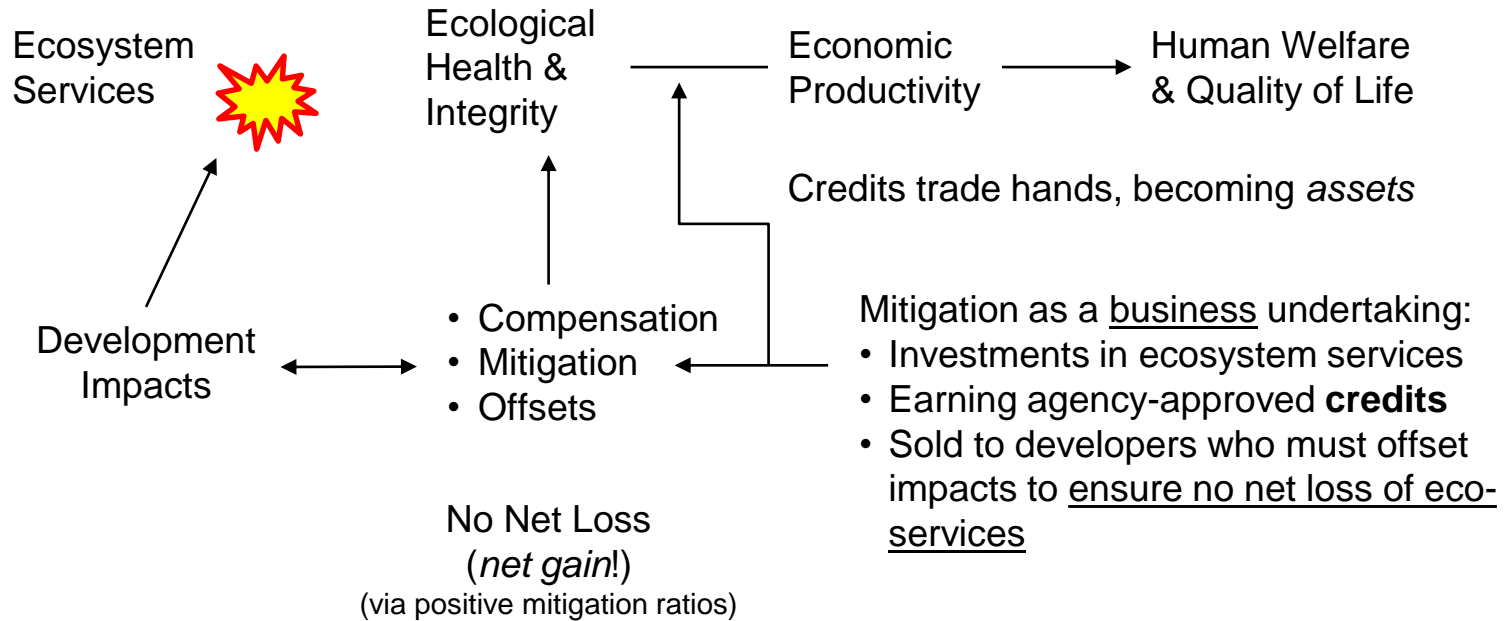 Ecosystem
Services
Ecological
Health &
Integrity
Economic
Productivity
Human Welfare
& Quality of Life
Credits trade hands, becoming assets
Development
Impacts
• Compensation
• Mitigation
• Offsets
Mitigation as a business undertaking:
• Investments in ecosystem services
• Earning agency-approved credits
• Sold to developers who must offset
impacts to ensure no net loss of eco-
services
No Net Loss
(net gain!)
(via positive mitigation ratios)